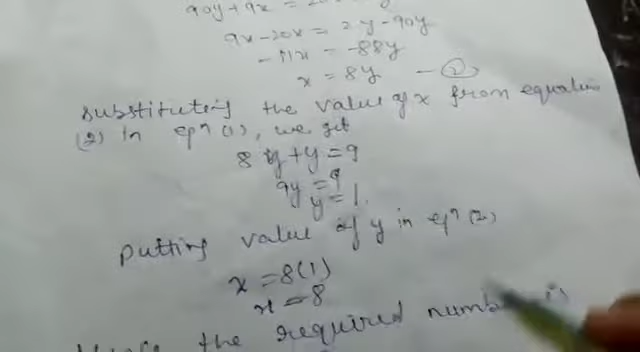 90y+9x = 20
9x-20x = 2y-90y
-11x = -88y
x = 8y - (2)
substituting the value of x from equation
(2) in eqn (1), we get
8y+y=9
9y=9
y=1.
putting value of y in eqn (2)
x=8(1)
x=8
the required number is